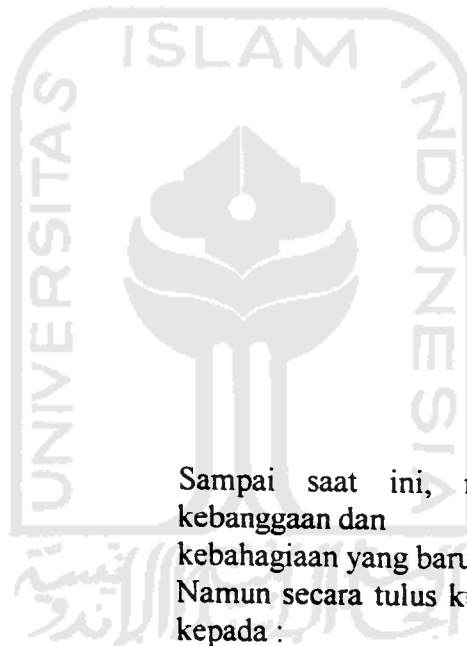 UNIVERSITAS ISLAM INDONESIA
Sampai saat ini,
kebanggaan dan
kebahagiaan yang baru
Namun secara tulus
kepada :